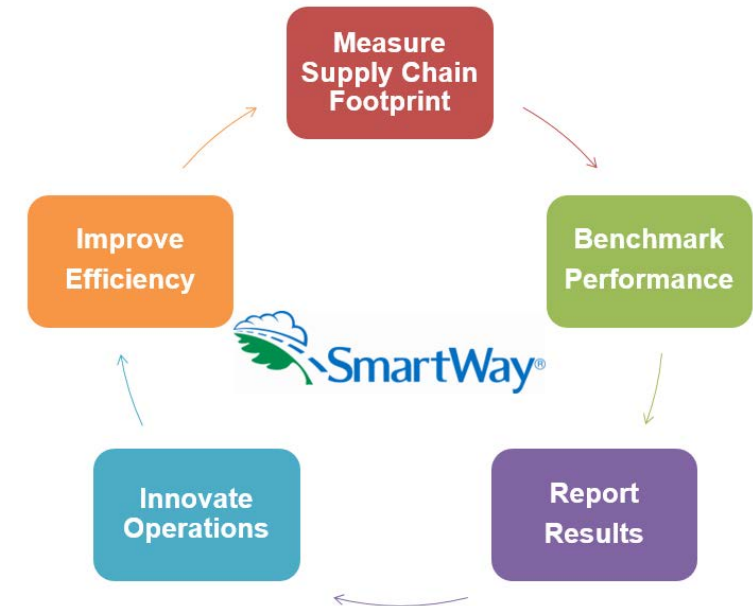 Measure
Supply Chain
Footprint
Benchmark
Performance
Report
Results
Innovate
Operations
Improve
Efficiency
SmartWay®